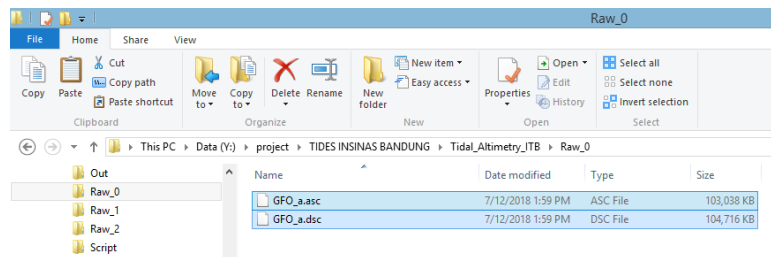 Raw_0
File Home Share View
Copy
Paste
Cut
Copy path
Paste shortcut
Clipboard
Move to
Copy to
Delete
Rename
Organize
New folder
New item
Easy access
New
Properties
Open
Edit
History
Open
Select all
Select none
Invert selection
Select
This PC Data (Y:) project TIDES INSINAS BANDUNG Tidal_Altimetry_ITB Raw_0
Out
Raw_0
Raw_1
Raw_2
Script
Name Date modified Type Size
GFO_a.asc 7/12/2018 1:59 PM ASC File 103,038 KB
GFO_a.dsc 7/12/2018 1:59 PM DSC File 104,716 KB